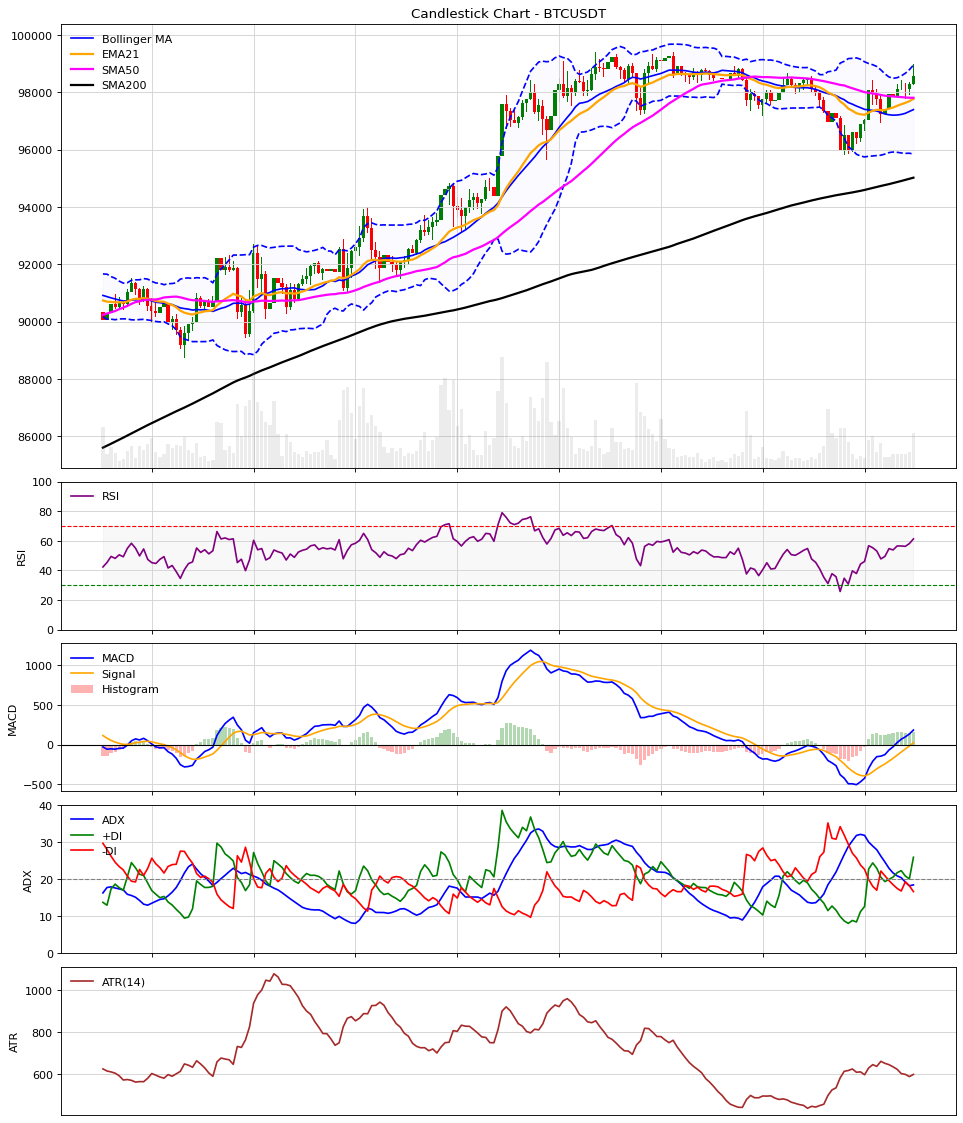 Candlestick Chart - BTCUSDT
100000
98000
96000
94000
92000
90000
88000
86000
Bollinger MA
EMA21
SMA50
SMA200
100
80
60
40
20
0
RSI
RSI
1000
500
0
−500
MACD
MACD
Signal
Histogram
40
30
20
10
0
ADX
ADX
+DI
-DI
1000
800
600
ATR
ATR(14)